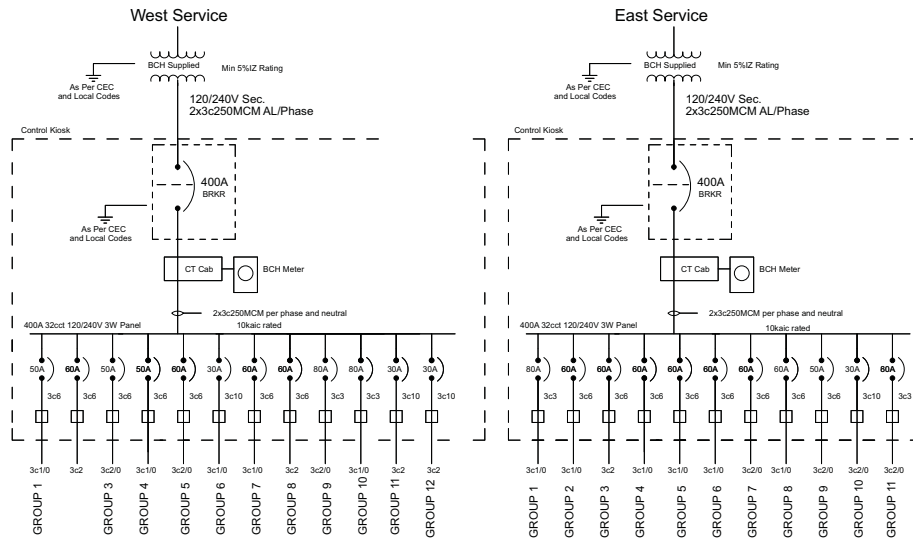 West Service
BCH Supplied
Min 5%IZ Rating
As Per CEC
and Local Codes
120/240V Sec.
2x3c250MCM AL/Phase
Control Kiosk
400A
BRKR
As Per CEC
and Local Codes
CT Cab
BCH Meter
2x3c250MCM per phase and neutral
400A 32cct 120/240V 3W Panel
10kaic rated
50A 60A 50A 50A 60A 30A 60A 60A 80A 80A 30A 30A
3c6 3c6 3c6 3c6 3c6 3c10 3c6 3c6 3c3 3c3 3c10 3c10
3c1/0 3c2 3c2/0 3c1/0 3c2/0 3c1/0 3c1/0 3c2 3c2/0 3c1/0 3c2 3c2
GROUP 1
GROUP 3
GROUP 4
GROUP 5
GROUP 6
GROUP 7
GROUP 8
GROUP 9
GROUP 10
GROUP 11
GROUP 12
East Service
BCH Supplied
Min 5%IZ Rating
As Per CEC
and Local Codes
120/240V Sec.
2x3c250MCM AL/Phase
Control Kiosk
400A
BRKR
As Per CEC
and Local Codes
CT Cab
BCH Meter
2x3c250MCM per phase and neutral
400A 32cct 120/240V 3W Panel
10kaic rated
80A 60A 60A 60A 60A 60A 60A 60A 50A 30A 60A
3c3 3c6 3c6 3c6 3c6 3c6 3c6 3c6 3c6 3c10 3c3
3c1/0 3c1/0 3c2 3c1/0 3c1/0 3c1/0 3c2/0 3c1/0 3c2/0 3c2/0 3c1/0
GROUP 1
GROUP 2
GROUP 3
GROUP 4
GROUP 5
GROUP 6
GROUP 7
GROUP 8
GROUP 9
GROUP 10
GROUP 11